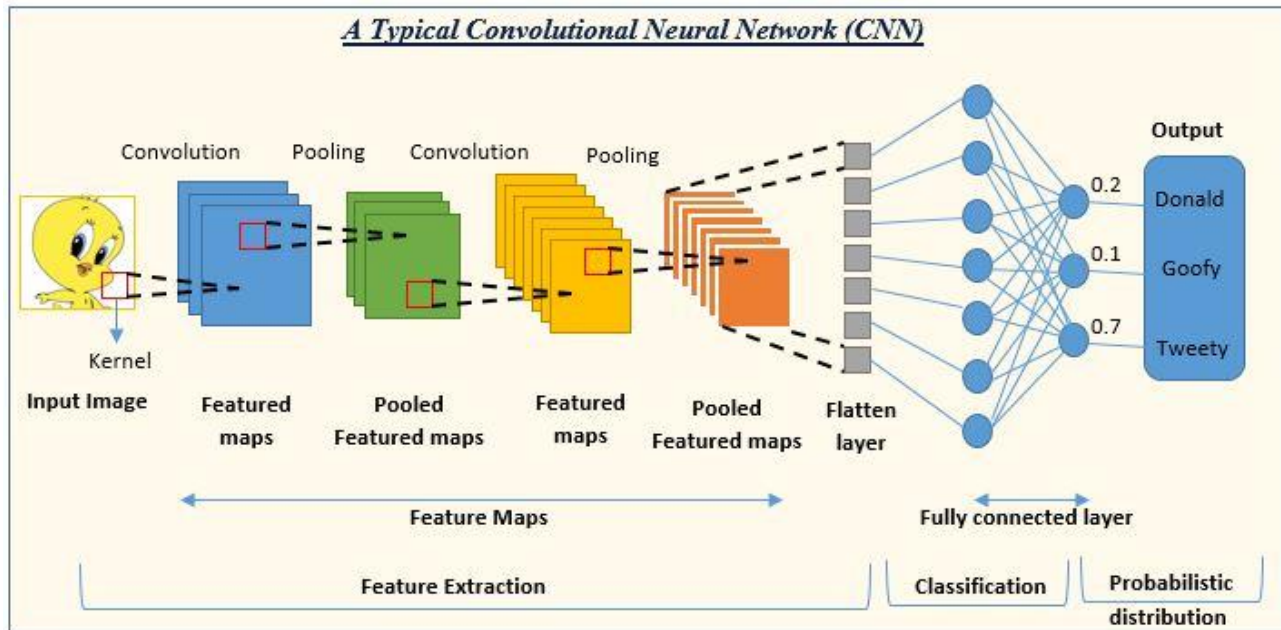 A Typical Convolutional Neural Network (CNN)
Convolution
Pooling
Convolution
Pooling
Output
0.2
Donald
0.1
Goofy
0.7
Tweety
Kernel
Input Image
Featured
maps
Pooled
Featured maps
Featured
maps
Pooled
Featured maps
Flatten
layer
Feature Maps
Fully connected layer
Feature Extraction
Classification
Probabilistic
distribution